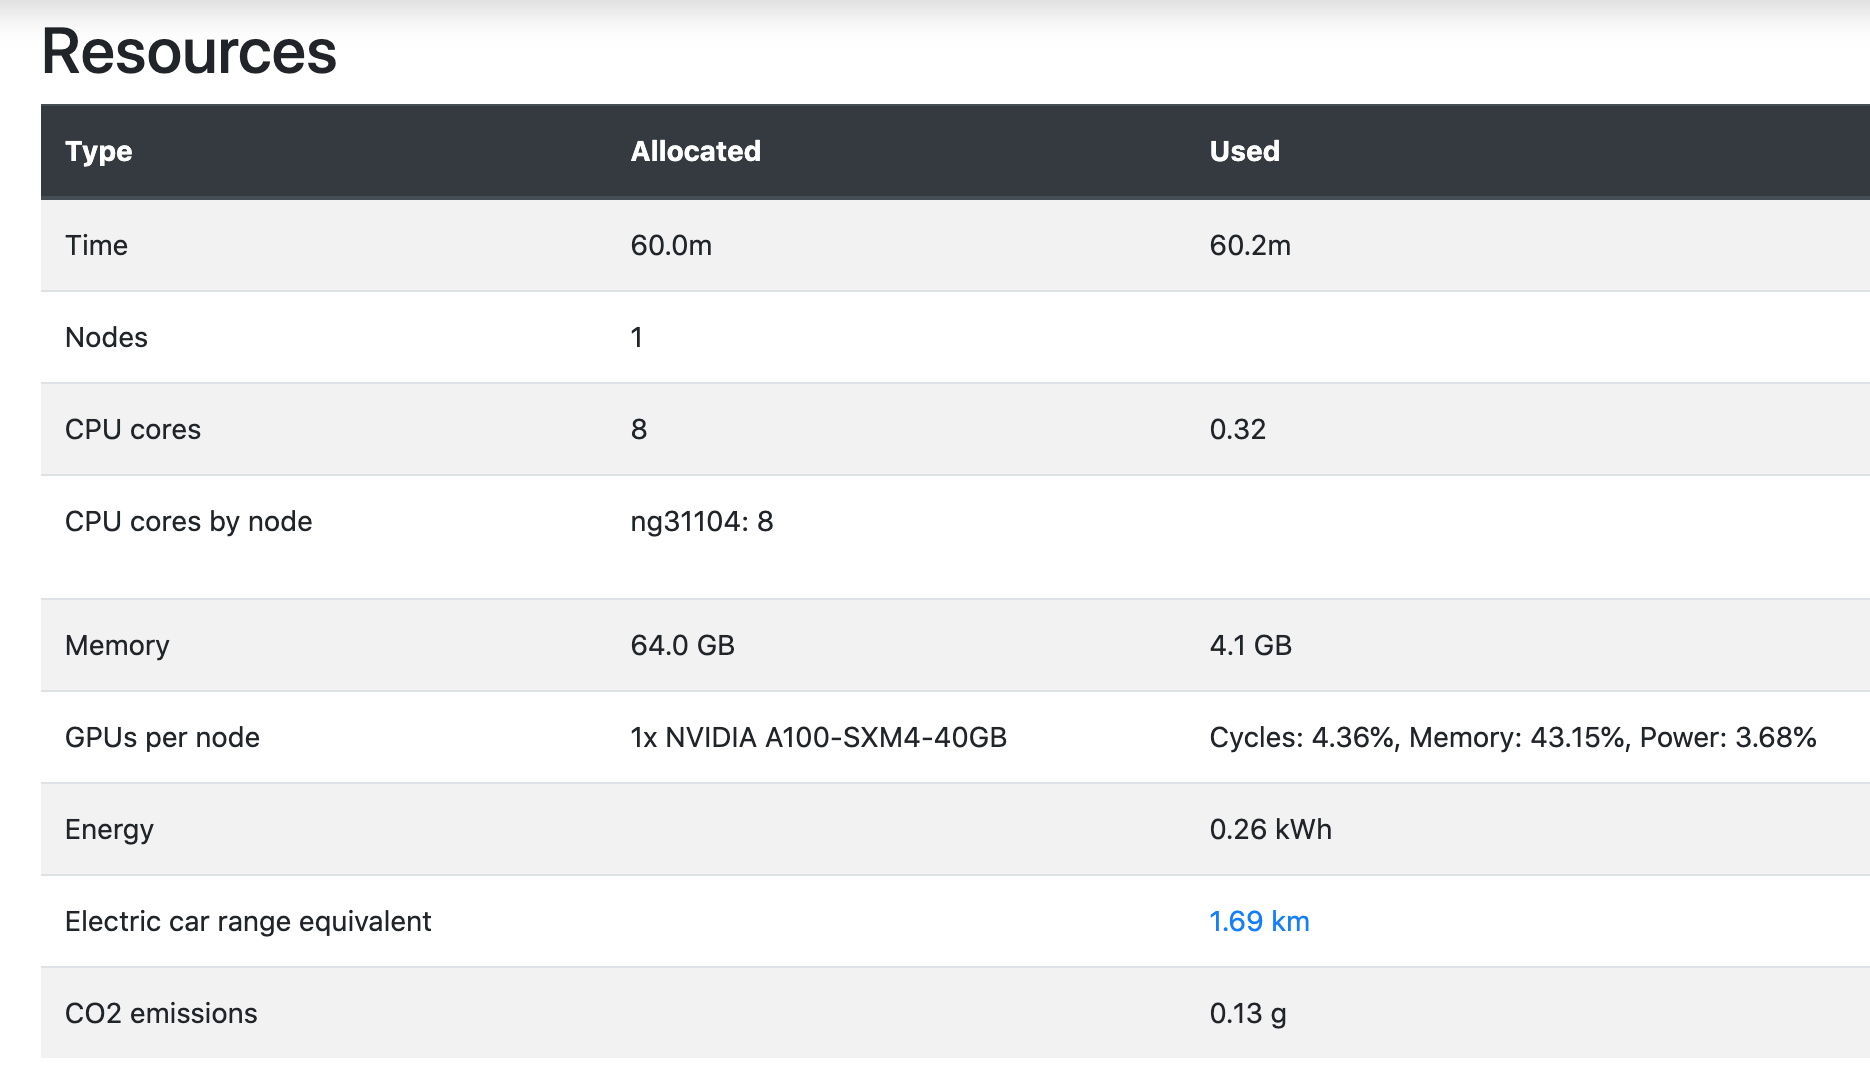 Resources
Type Allocated Used
Time 60.0m 60.2m
Nodes 1
CPU cores 8 0.32
CPU cores by node ng31104: 8
Memory 64.0 GB 4.1 GB
GPUs per node 1x NVIDIA A100-SXM4-40GB Cycles: 4.36%, Memory: 43.15%, Power: 3.68%
Energy 0.26 kWh
Electric car range equivalent 1.69 km
CO2 emissions 0.13 g